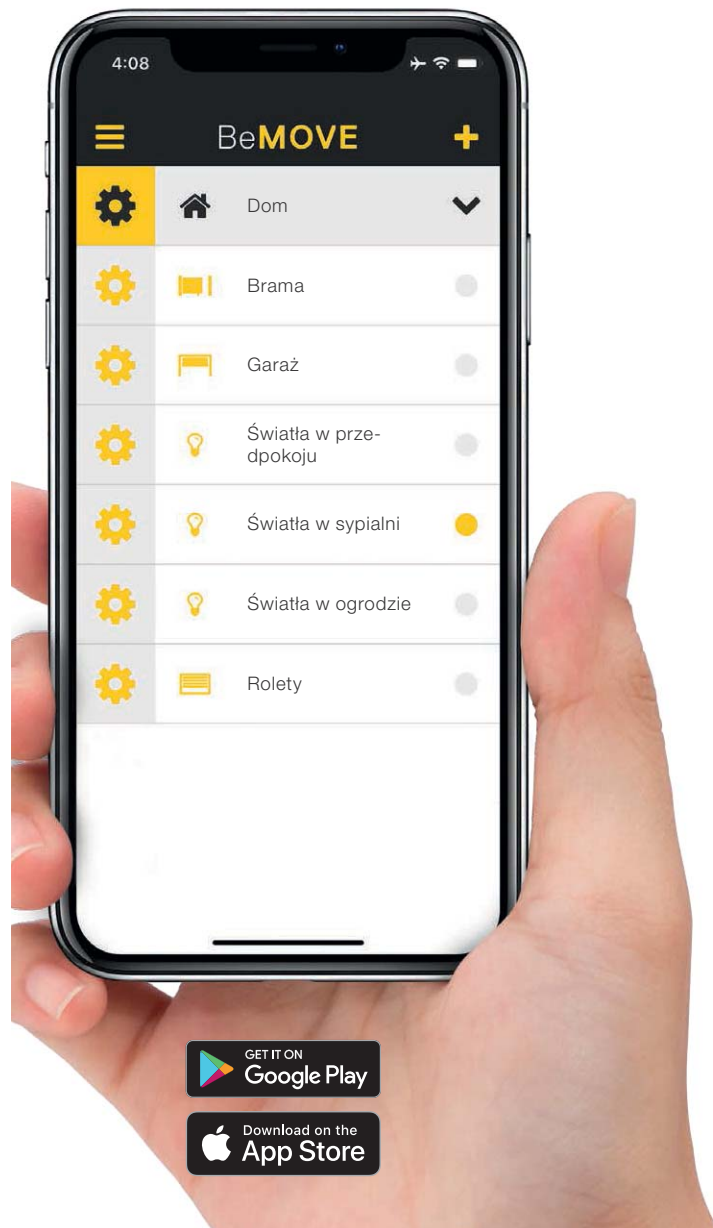 4:08
BeMOVE
Dom
Brama
Garaż
Światła w prze-
dpokoju
Światła w sypialni
Światła w ogrodzie
Rolety
GET IT ON
Google Play
Download on the
App Store